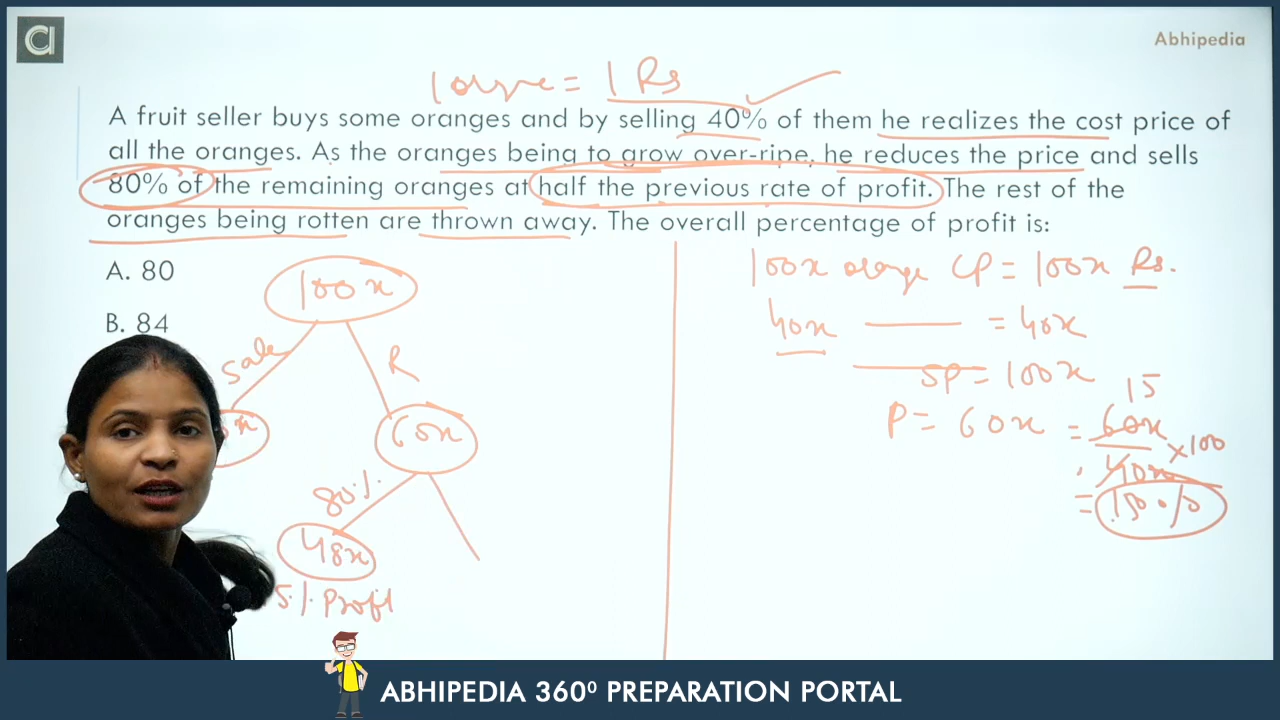 Abhipedia
1 orange = 1 Rs
A fruit seller buys some oranges and by selling 40% of them he realizes the cost price of
all the oranges. As the oranges being to grow over-ripe, he reduces the price and sells
80% of the remaining oranges at half the previous rate of profit. The rest of the
oranges being rotten are thrown away. The overall percentage of profit is:
A. 80
B. 84
100x
sale
R
x
60x
80%
48x
5% Profit
100x orange CP = 100x Rs.
40x = 40x
SP = 100x
15
P = 60x = 60x
40x × 100
= 150%
ABHIPEDIA 360⁰ PREPARATION PORTAL